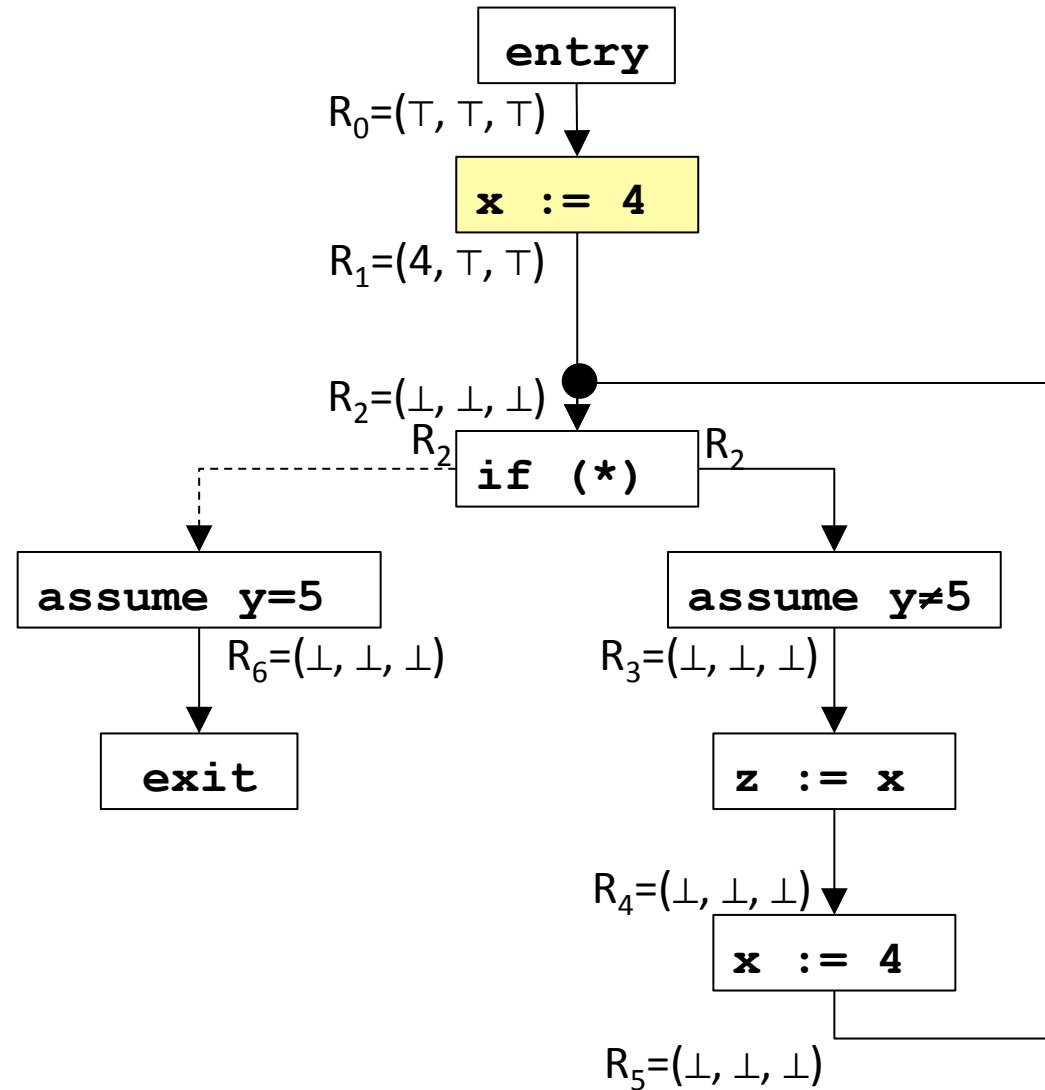 entry
R₀=(⊤, ⊤, ⊤)
x := 4
R₁=(4, ⊤, ⊤)
R₂=(⊥, ⊥, ⊥)
R₂
if (*)
R₂
assume y=5
assume y≠5
R₆=(⊥, ⊥, ⊥)
R₃=(⊥, ⊥, ⊥)
exit
z := x
R₄=(⊥, ⊥, ⊥)
x := 4
R₅=(⊥, ⊥, ⊥)